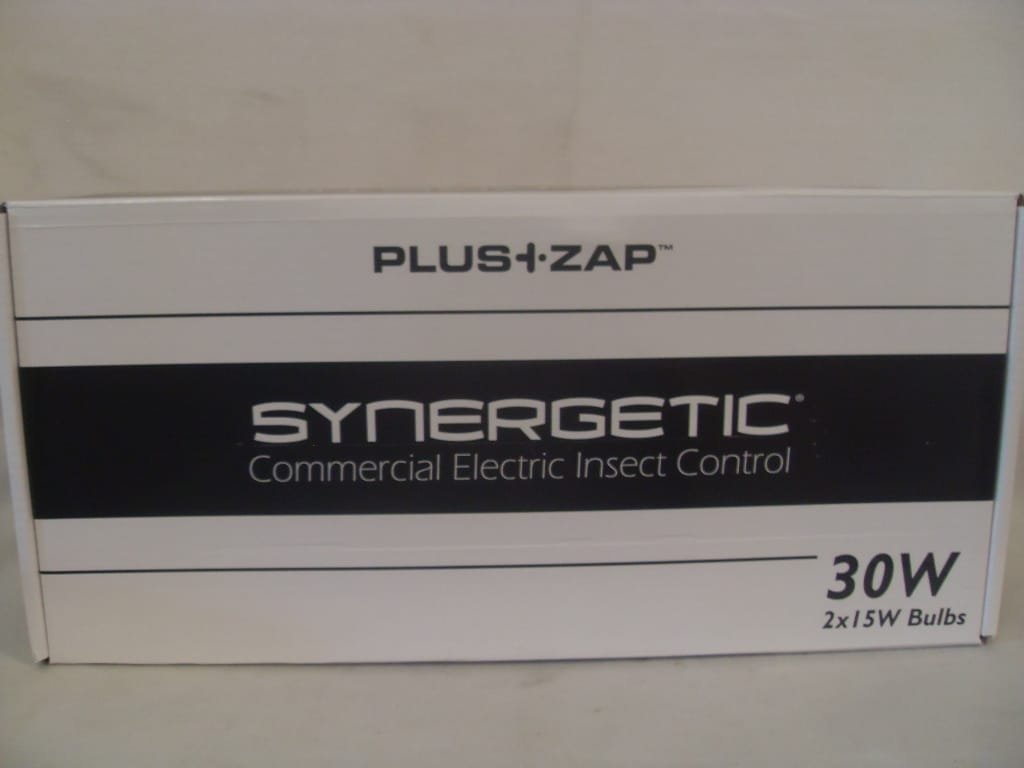 PLUS+ZAP™
SYNERGETIC®
Commercial Electric Insect Control
30W
2x15W Bulbs